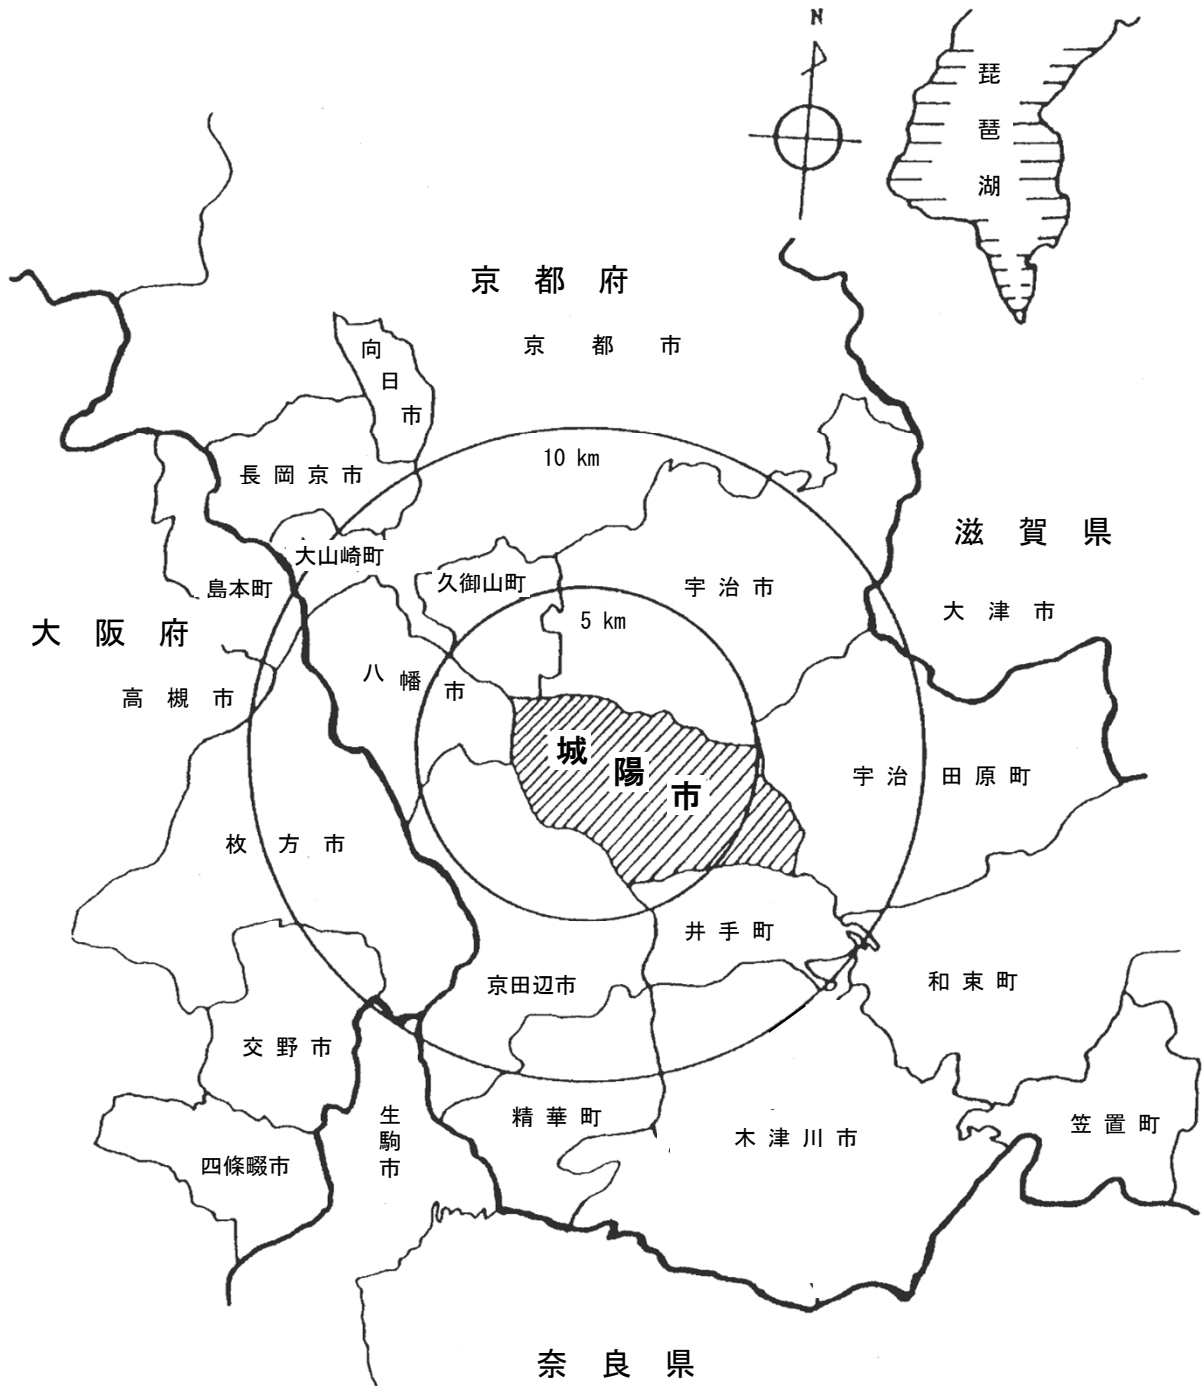 N
琵琶湖
京都府
京都市
向日市
10 km
長岡京市
滋賀県
大山崎町
久御山町
島本町
宇治市
大津市
5 km
大阪府
八幡市
高槻市
城陽市
宇治田原町
枚方市
井手町
京田辺市
和束町
交野市
精華町
生駒市
木津川市
笠置町
四條畷市
奈良県